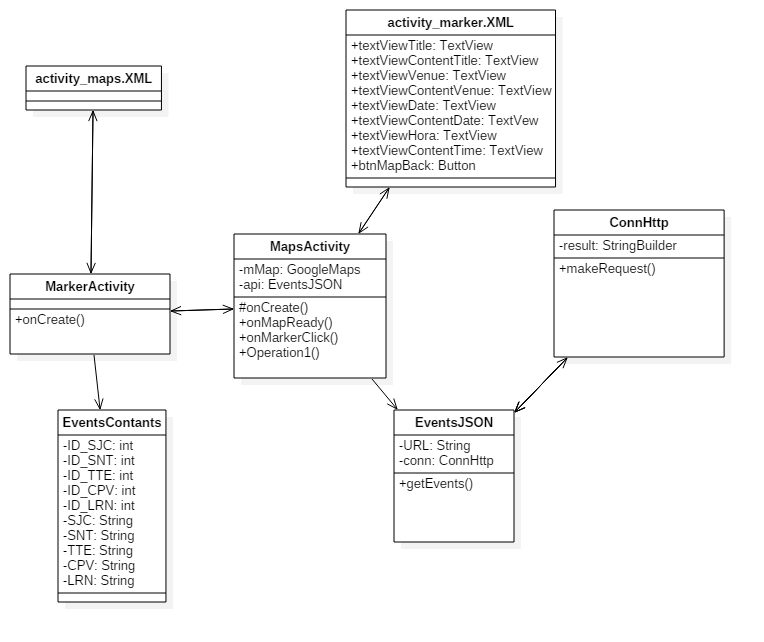 activity_marker.XML
+textViewTitle: TextView
+textViewContentTitle: TextView
+textViewVenue: TextView
+textViewContentVenue: TextView
+textViewDate: TextView
+textViewContentDate: TextVew
+textViewHora: TextView
+textViewContentTime: TextView
+btnMapBack: Button
activity_maps.XML
ConnHttp
-result: StringBuilder
+makeRequest()
MapsActivity
-mMap: GoogleMaps
-api: EventsJSON
#onCreate()
+onMapReady()
+onMarkerClick()
+Operation1()
MarkerActivity
+onCreate()
EventsContants
-ID_SJC: int
-ID_SNT: int
-ID_TTE: int
-ID_CPV: int
-ID_LRN: int
-SJC: String
-SNT: String
-TTE: String
-CPV: String
-LRN: String
EventsJSON
-URL: String
-conn: ConnHttp
+getEvents()